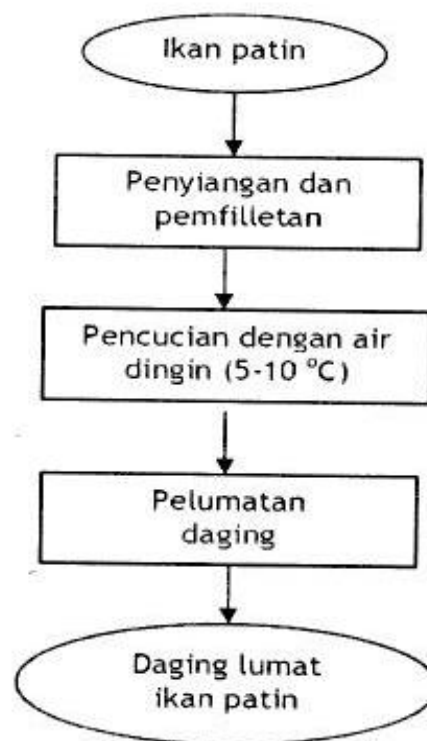 Ikan patin
Penyiangan dan
pemfilletan
Pencucian dengan air
dingin (5-10 °C)
Pelumatan
daging
Daging lumat
ikan patin